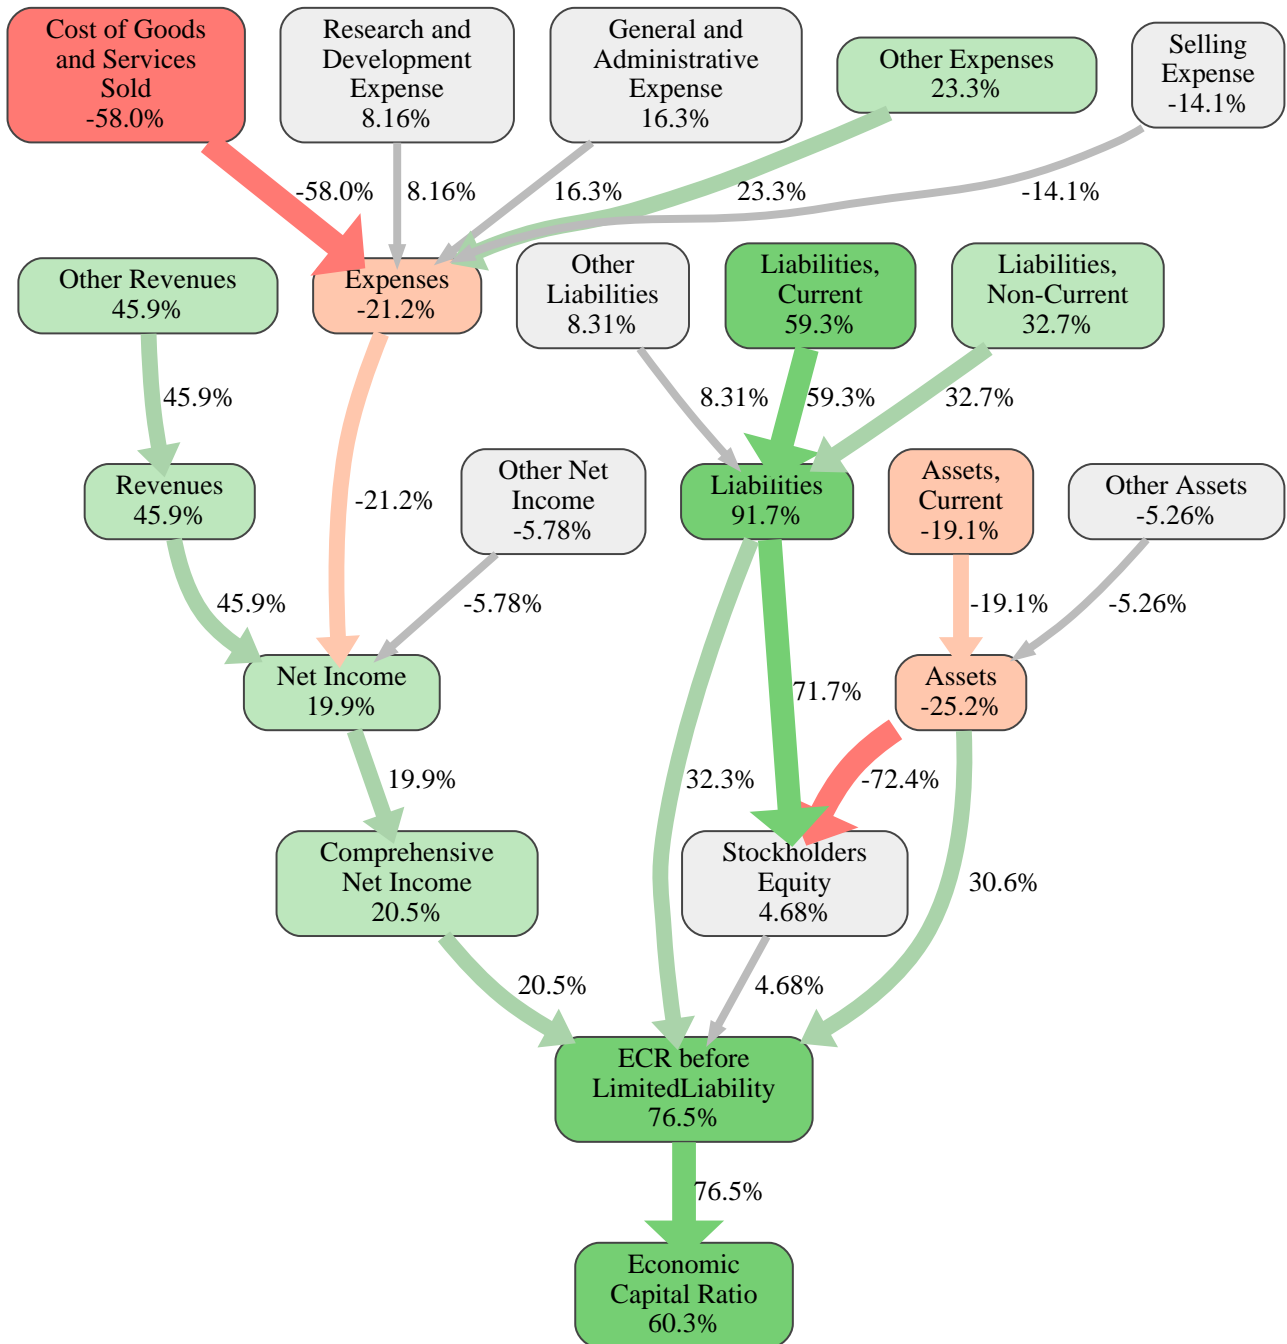 Cost of Goods
and Services
Sold
-58.0%
Research and
Development
Expense
8.16%
General and
Administrative
Expense
16.3%
Other Expenses
23.3%
Selling
Expense
-14.1%
-58.0%
8.16%
16.3%
23.3%
-14.1%
Other Revenues
45.9%
Expenses
-21.2%
Other
Liabilities
8.31%
Liabilities,
Current
59.3%
Liabilities,
Non-Current
32.7%
45.9%
-21.2%
8.31%
59.3%
32.7%
Revenues
45.9%
Other Net
Income
-5.78%
Liabilities
91.7%
Assets,
Current
-19.1%
Other Assets
-5.26%
45.9%
-5.78%
-19.1%
-5.26%
Net Income
19.9%
71.7%
Assets
-25.2%
19.9%
32.3%
-72.4%
30.6%
Comprehensive
Net Income
20.5%
Stockholders
Equity
4.68%
20.5%
4.68%
ECR before
LimitedLiability
76.5%
76.5%
Economic
Capital Ratio
60.3%